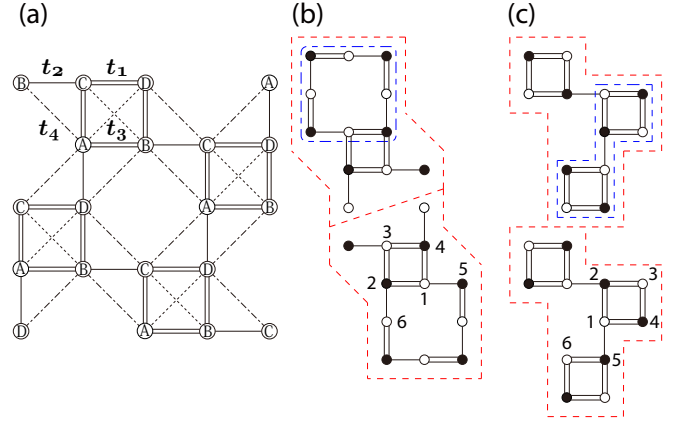 (a)
(b)
(c)
B t₂ C t₁ D A
t₄ t₃
A B C D
C D A B
A B C D
D A B C
3 4
2 1 5
6
2 3
1 4
6 5